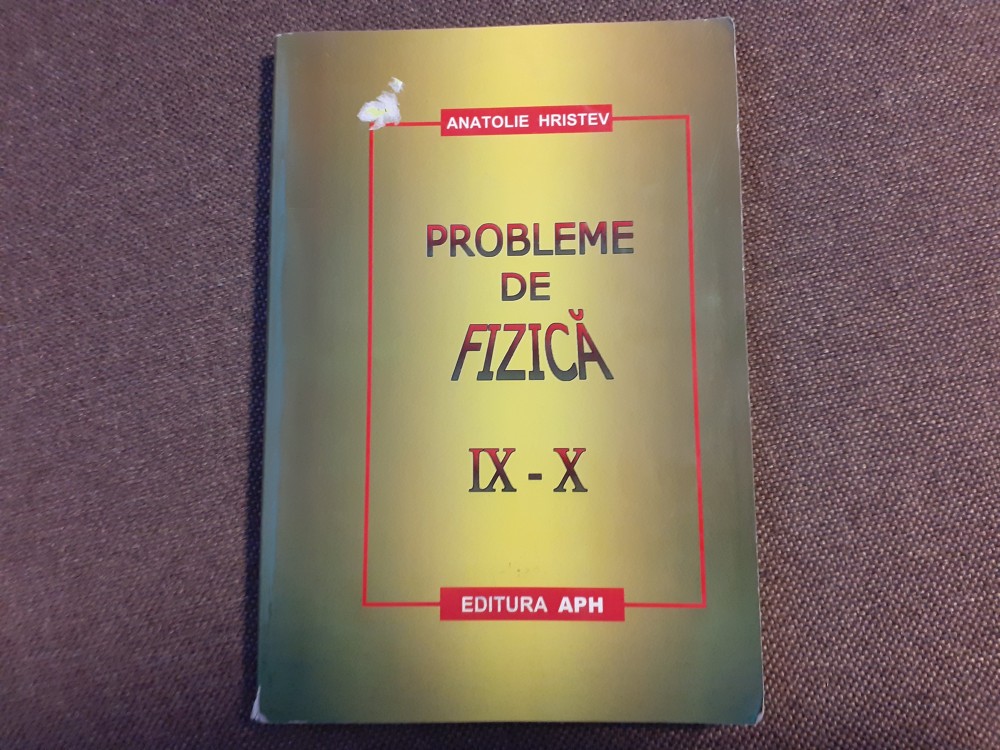 ANATOLIE HRISTEV
PROBLEME
DE
FIZICĂ
IX - X
EDITURA APH